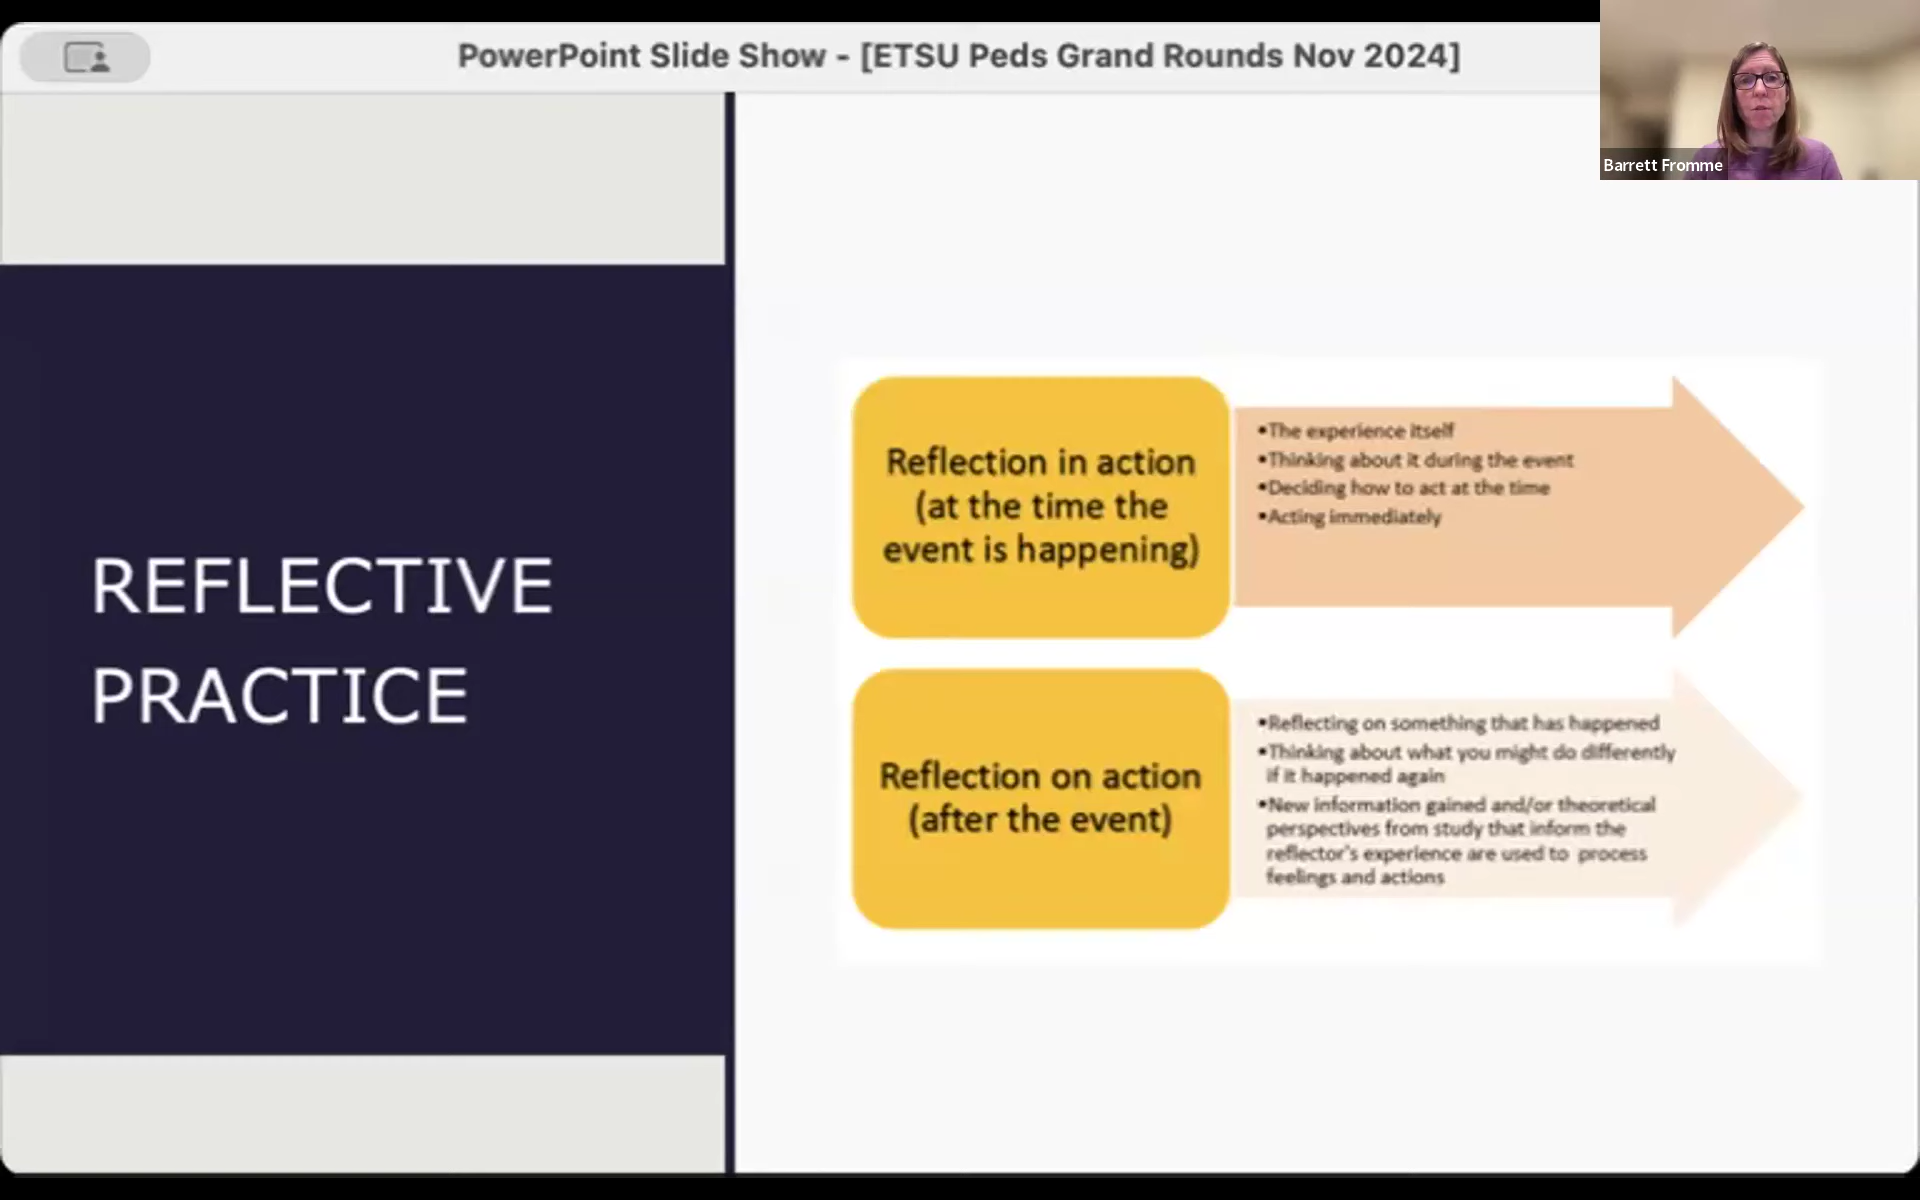 PowerPoint Slide Show - [ETSU Peds Grand Rounds Nov 2024]
Barrett Fromme
REFLECTIVE
PRACTICE
Reflection in action
(at the time the
event is happening)
•The experience itself
•Thinking about it during the event
•Deciding how to act at the time
•Acting immediately
Reflection on action
(after the event)
•Reflecting on something that has happened
•Thinking about what you might do differently
if it happened again
•New information gained and/or theoretical
perspectives from study that inform the
reflector's experience are used to process
feelings and actions